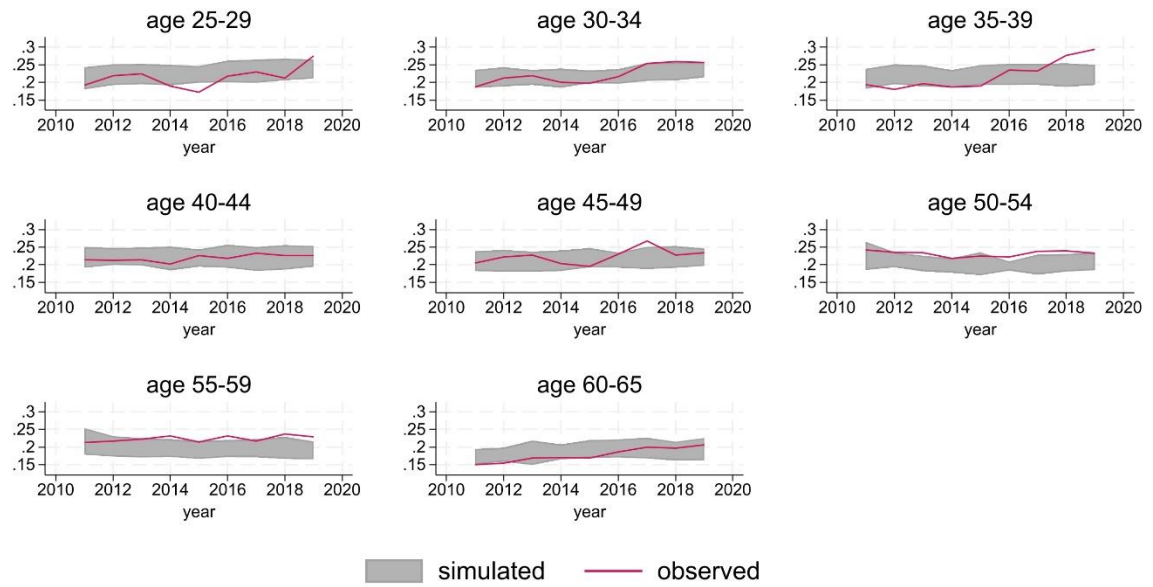 age 25-29 age 30-34 age 35-39
.3 .3 .3
.25 .25 .25
.2 .2 .2
.15 .15 .15
2010 2012 2014 2016 2018 2020 2010 2012 2014 2016 2018 2020 2010 2012 2014 2016 2018 2020
year year year
age 40-44 age 45-49 age 50-54
.3 .3 .3
.25 .25 .25
.2 .2 .2
.15 .15 .15
2010 2012 2014 2016 2018 2020 2010 2012 2014 2016 2018 2020 2010 2012 2014 2016 2018 2020
year year year
age 55-59 age 60-65
.3 .3
.25 .25
.2 .2
.15 .15
2010 2012 2014 2016 2018 2020 2010 2012 2014 2016 2018 2020
year year
simulated observed